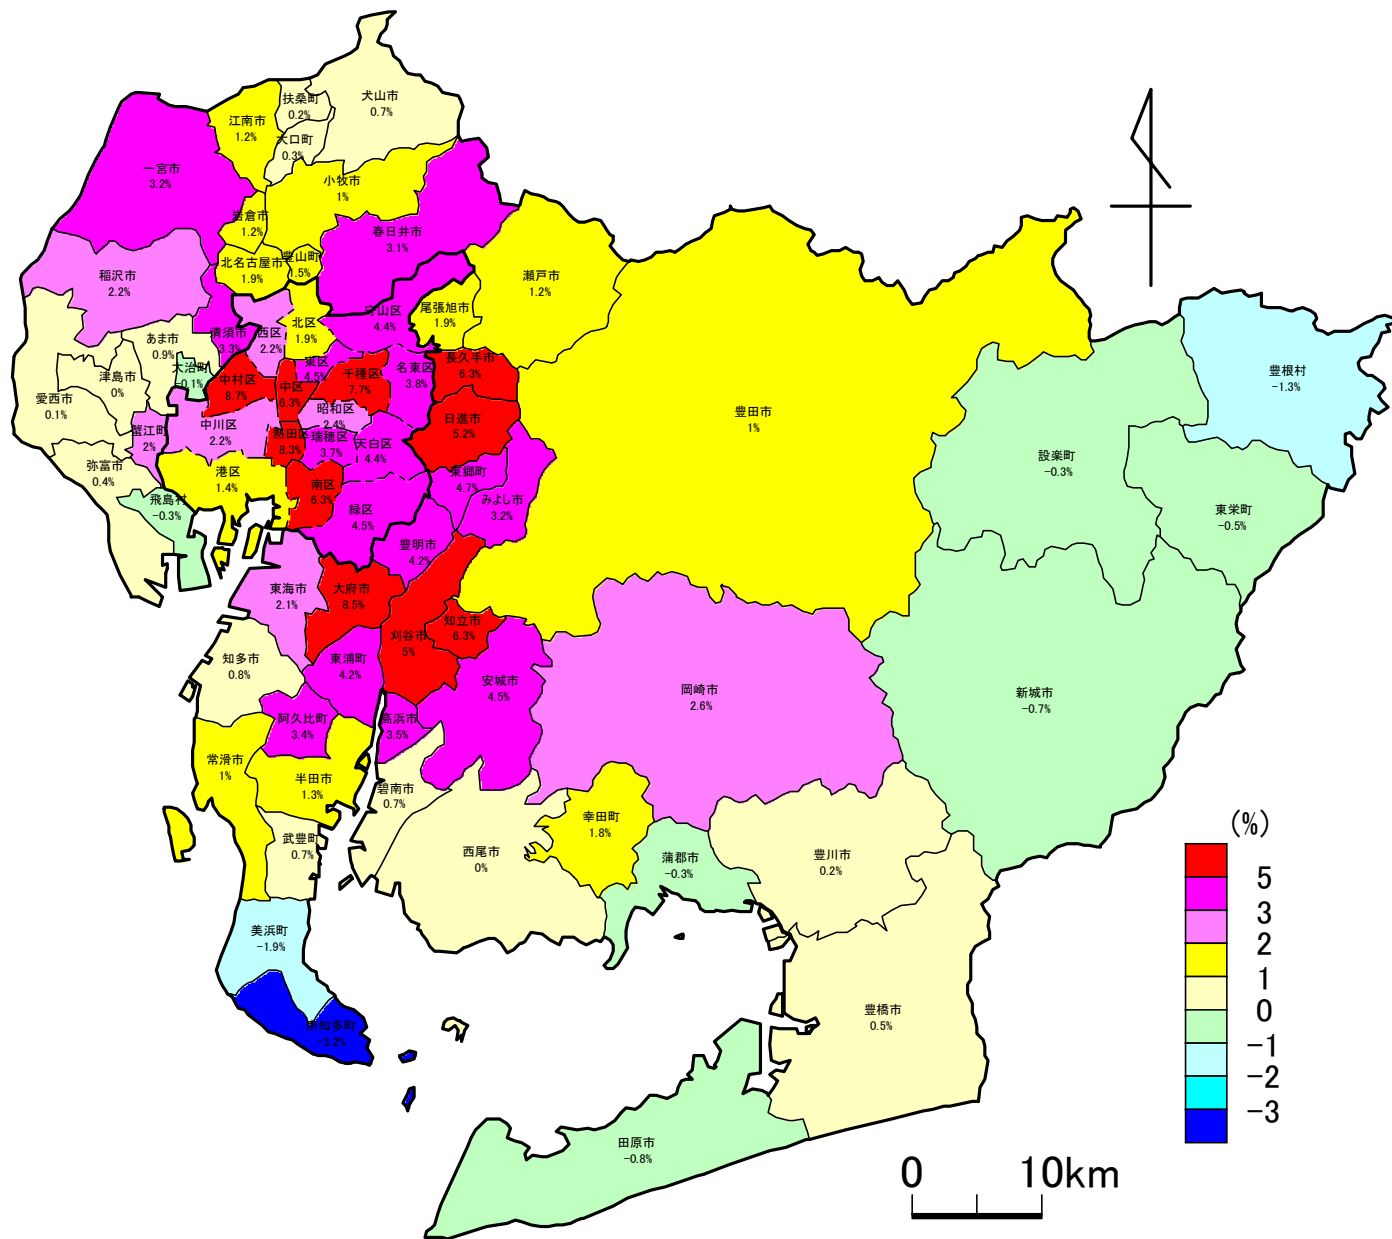 犬山市
0.7%
扶桑町
0.2%
江南市
1.2%
大口町
0.3%
一宮市
3.2%
小牧市
1%
岩倉市
1.2%
春日井市
3.1%
豊山町
1.5%
北名古屋市
1.9%
稲沢市
2.2%
瀬戸市
1.2%
尾張旭市
1.9%
守山区
4.4%
北区
1.9%
西区
2.2%
清須市
3.3%
あま市
0.9%
大治町
-0.1%
津島市
0%
愛西市
0.1%
東区
4.5%
千種区
7.7%
名東区
3.8%
長久手市
6.3%
中村区
8.7%
中区
6.3%
昭和区
2.4%
日進市
5.2%
豊田市
1%
豊根村
-1.3%
蟹江町
2%
中川区
2.2%
熱田区
8.3%
瑞穂区
3.7%
天白区
4.4%
設楽町
-0.3%
弥富市
0.4%
港区
1.4%
南区
6.3%
東郷町
4.7%
みよし市
3.2%
飛島村
-0.3%
緑区
4.5%
東栄町
-0.5%
豊明市
4.2%
東海市
2.1%
大府市
8.5%
知立市
6.3%
刈谷市
5%
知多市
0.8%
東浦町
4.2%
安城市
4.5%
岡崎市
2.6%
新城市
-0.7%
阿久比町
3.4%
高浜市
3.5%
常滑市
1%
半田市
1.3%
碧南市
0.7%
武豊町
0.7%
西尾市
0%
幸田町
1.8%
蒲郡市
-0.3%
豊川市
0.2%
美浜町
-1.9%
南知多町
-3.2%
豊橋市
0.5%
田原市
-0.8%
(%)
5
3
2
1
0
-1
-2
-3
0 10km